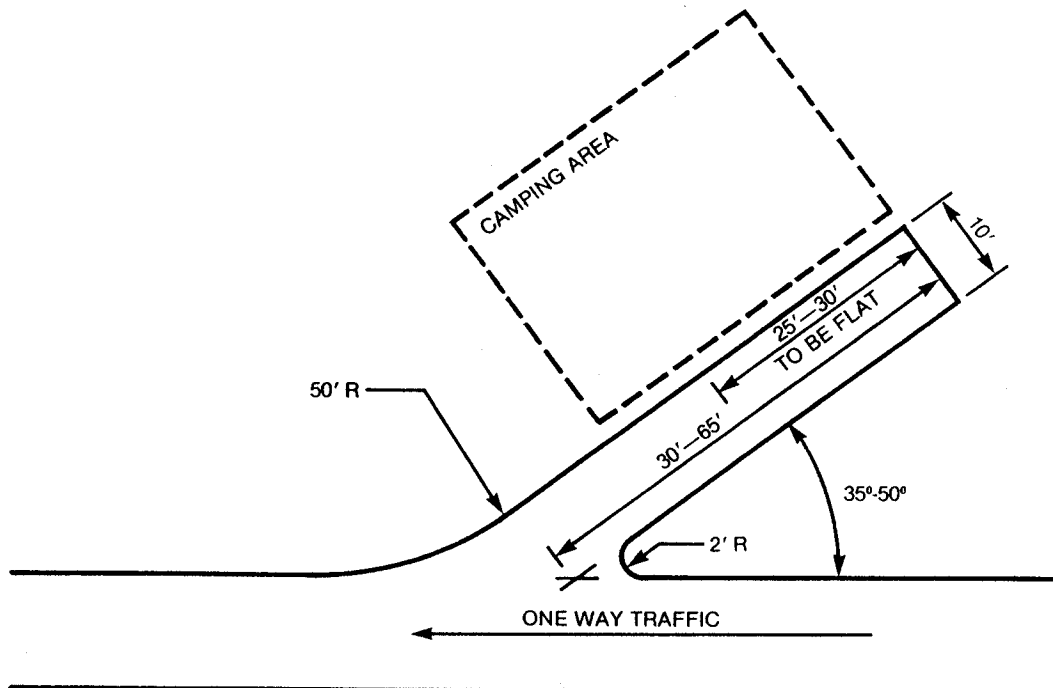 CAMPING AREA
10'
25'—30'
TO BE FLAT
50' R
30'—65'
35º-50º
2' R
ONE WAY TRAFFIC